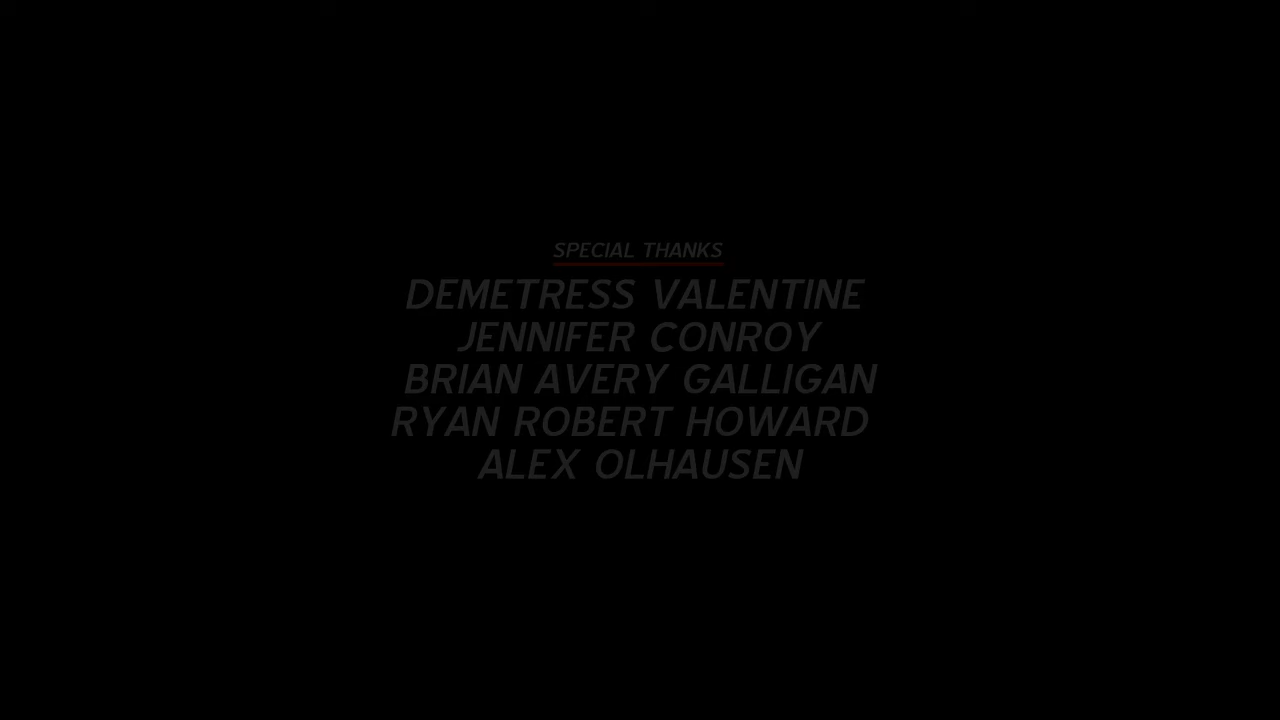 SPECIAL THANKS
DEMETRESS VALENTINE
JENNIFER CONROY
BRIAN AVERY GALLIGAN
RYAN ROBERT HOWARD
ALEX OLHAUSEN